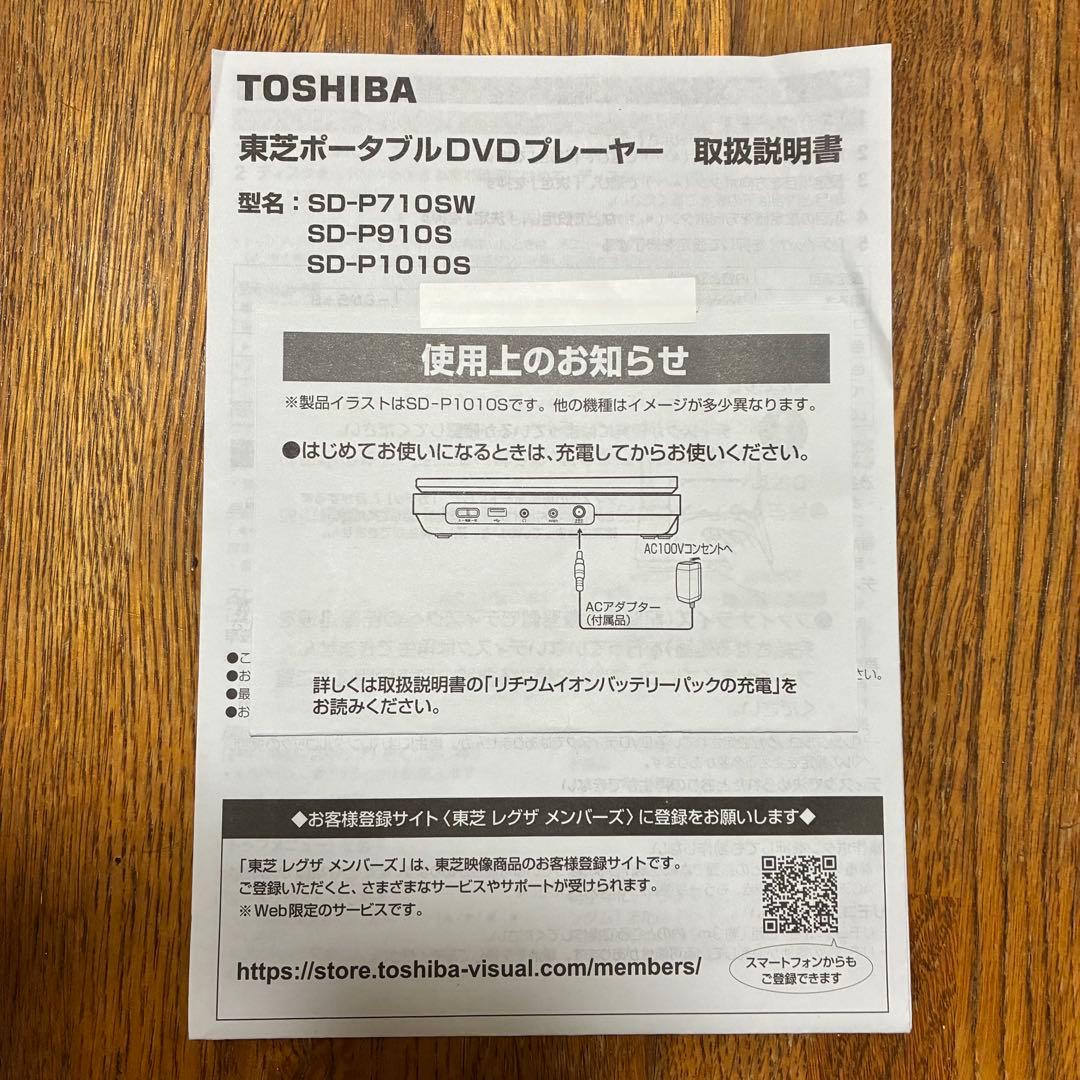 TOSHIBA
東芝ポータブルDVDプレーヤー 取扱説明書
型名：SD-P710SW
SD-P910S
SD-P1010S
使用上のお知らせ
※製品イラストはSD-P1010Sです。他の機種はイメージが多少異なります。
●はじめてお使いになるときは、充電してからお使いください。
AC100Vコンセントへ
ACアダプター
（付属品）
●こ
●お
さい。
●最
●お
詳しくは取扱説明書の「リチウムイオンバッテリーパックの充電」を
お読みください。
◆お客様登録サイト〈東芝 レグザ メンバーズ〉に登録をお願いします◆
「東芝 レグザ メンバーズ」は、東芝映像商品のお客様登録サイトです。
ご登録いただくと、さまざまなサービスやサポートが受けられます。
※Web限定のサービスです。
https://store.toshiba-visual.com/members/
スマートフォンからも
ご登録できます